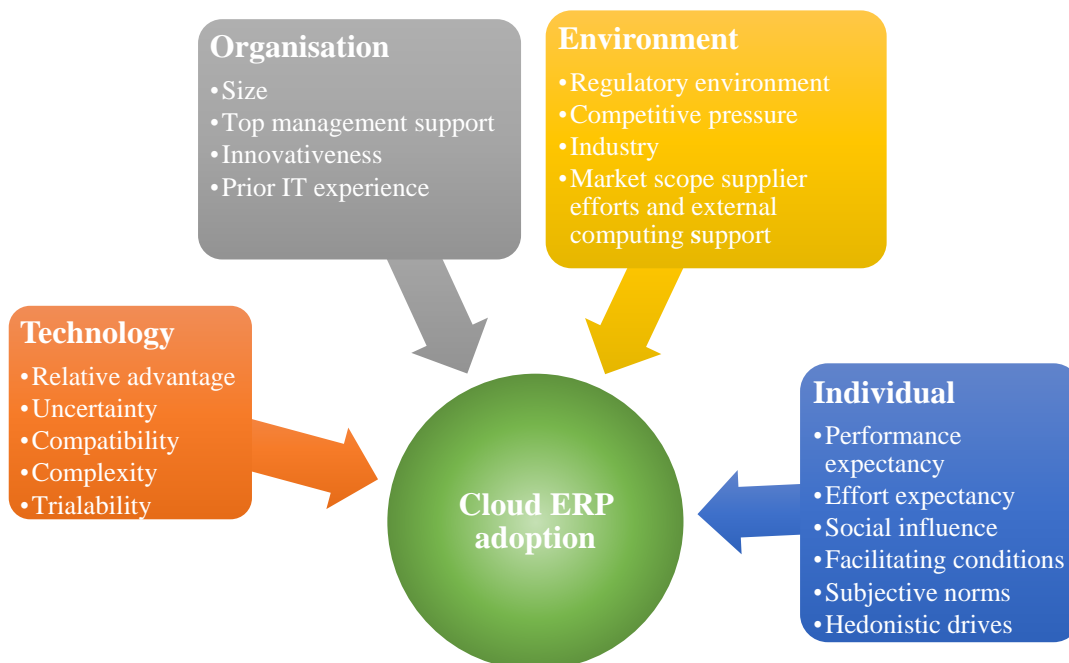 Organisation
•Size
•Top management support
•Innovativeness
•Prior IT experience
Environment
•Regulatory environment
•Competitive pressure
•Industry
•Market scope supplier
efforts and external
computing support
Technology
•Relative advantage
•Uncertainty
•Compatibility
•Complexity
•Trialability
Individual
•Performance
expectancy
•Effort expectancy
•Social influence
•Facilitating conditions
•Subjective norms
•Hedonistic drives
Cloud ERP
adoption